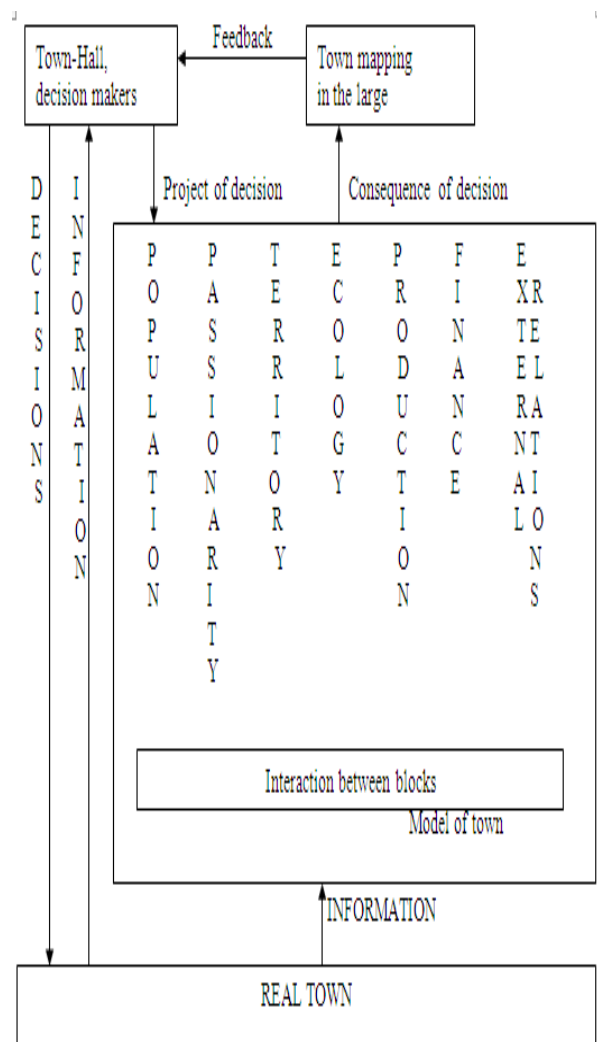 Feedback
Town-Hall,
decision makers
Town mapping
in the large
Project of decision
Consequence of decision
DECISIONS
INFORMATION
POPULATION
PASSIONARITY
TERRITORY
ECOLOGY
PRODUCTION
FINANCE
EXTERNAL
RELATIONS
Interaction between blocks
Model of town
INFORMATION
REAL TOWN